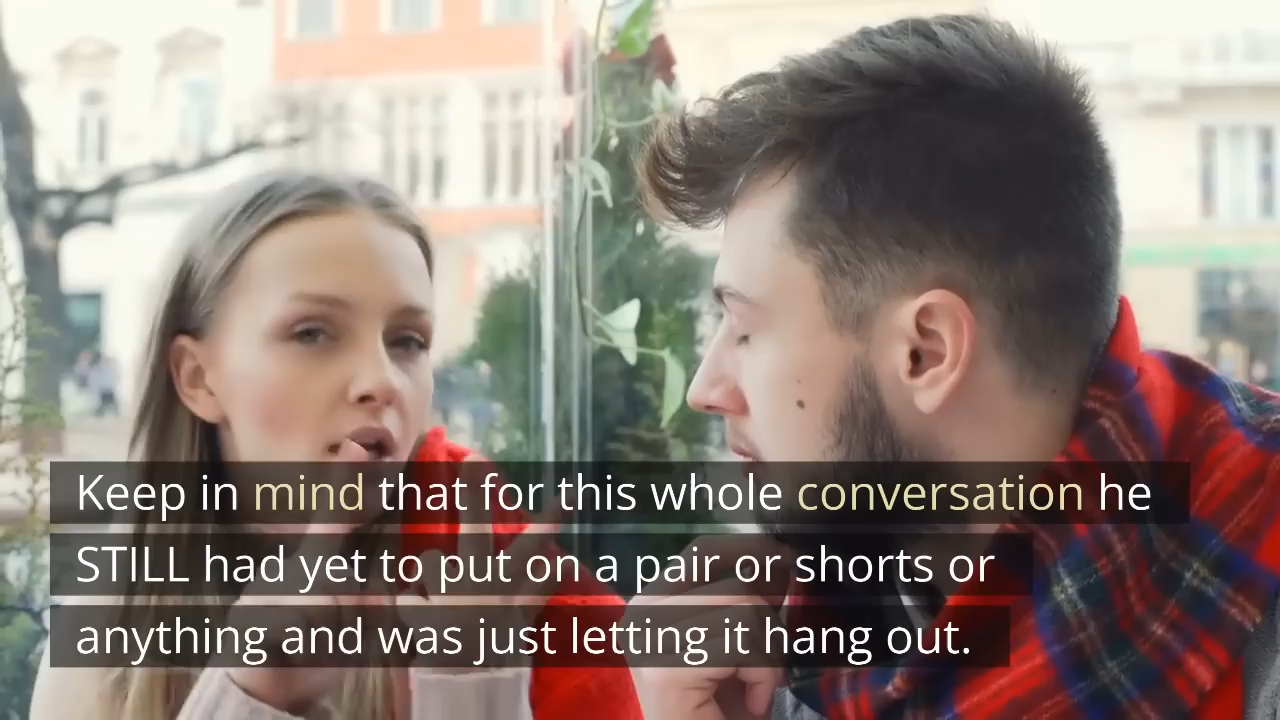 Keep in mind that for this whole conversation he
STILL had yet to put on a pair or shorts or
anything and was just letting it hang out.